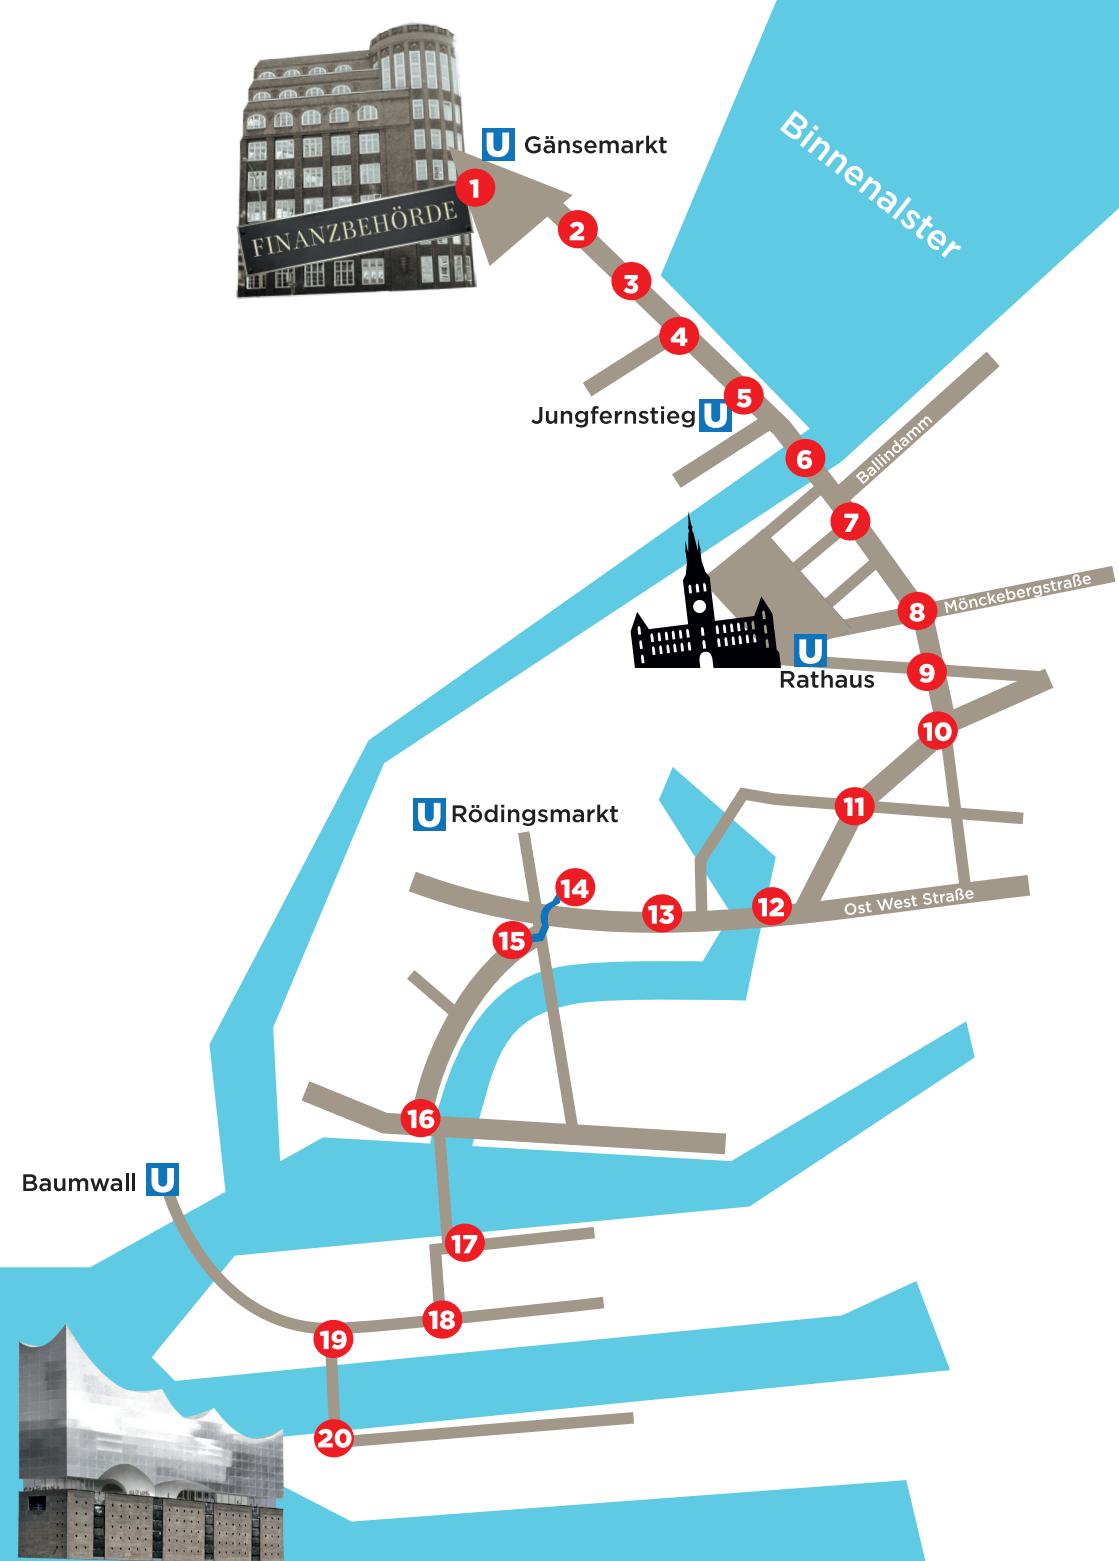 U Gänsemarkt
1
FINANZBEHÖRDE
Binnenalster
2
3
4
5
Jungfernstieg U
6
Ballindamm
7
8
Mönckebergstraße
U
Rathaus
9
10
11
U Rödingsmarkt
14
13
12
Ost West Straße
15
16
Baumwall U
17
18
19
20